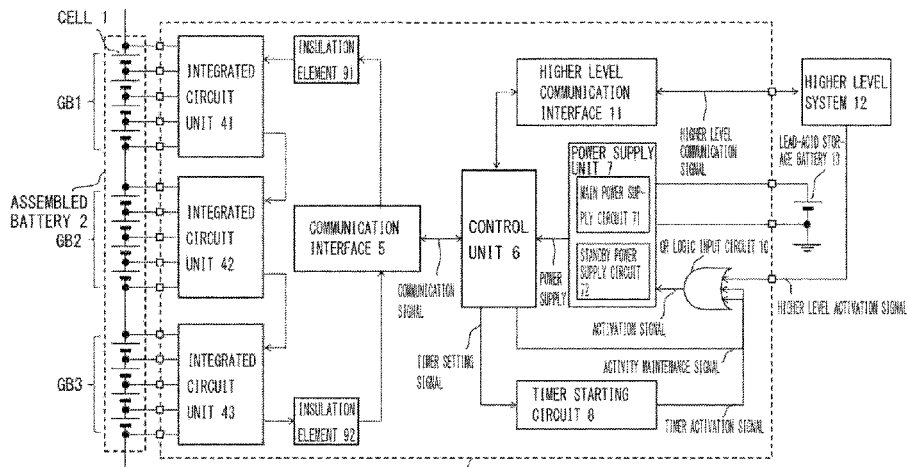 CELL 1
GB1
ASSEMBLED
BATTERY 2
GB2
GB3
INTEGRATED
CIRCUIT
UNIT 41
INTEGRATED
CIRCUIT
UNIT 42
INTEGRATED
CIRCUIT
UNIT 43
INSULATION
ELEMENT 91
INSULATION
ELEMENT 92
COMMUNICATION
INTERFACE 5
COMMUNICATION
SIGNAL
CONTROL
UNIT 6
HIGHER LEVEL
COMMUNICATION
INTERFACE 11
HIGHER LEVEL
COMMUNICATION
SIGNAL
HIGHER LEVEL
SYSTEM 12
LEAD-ACID STOR-
AGE BATTERY 13
POWER SUPPLY
UNIT 7
MAIN POWER SUP-
PLY CIRCUIT 71
STANDBY POWER
SUPPLY CIRCUIT
72
POWER
SUPPLY
OR LOGIC INPUT CIRCUIT 10
ACTIVATION SIGNAL
HIGHER LEVEL
ACTIVATION SIGNAL
TIMER SETTING
SIGNAL
ACTIVITY MAINTENANCE SIGNAL
TIMER STARTING
CIRCUIT 8
TIMER ACTIVATION SIGNAL